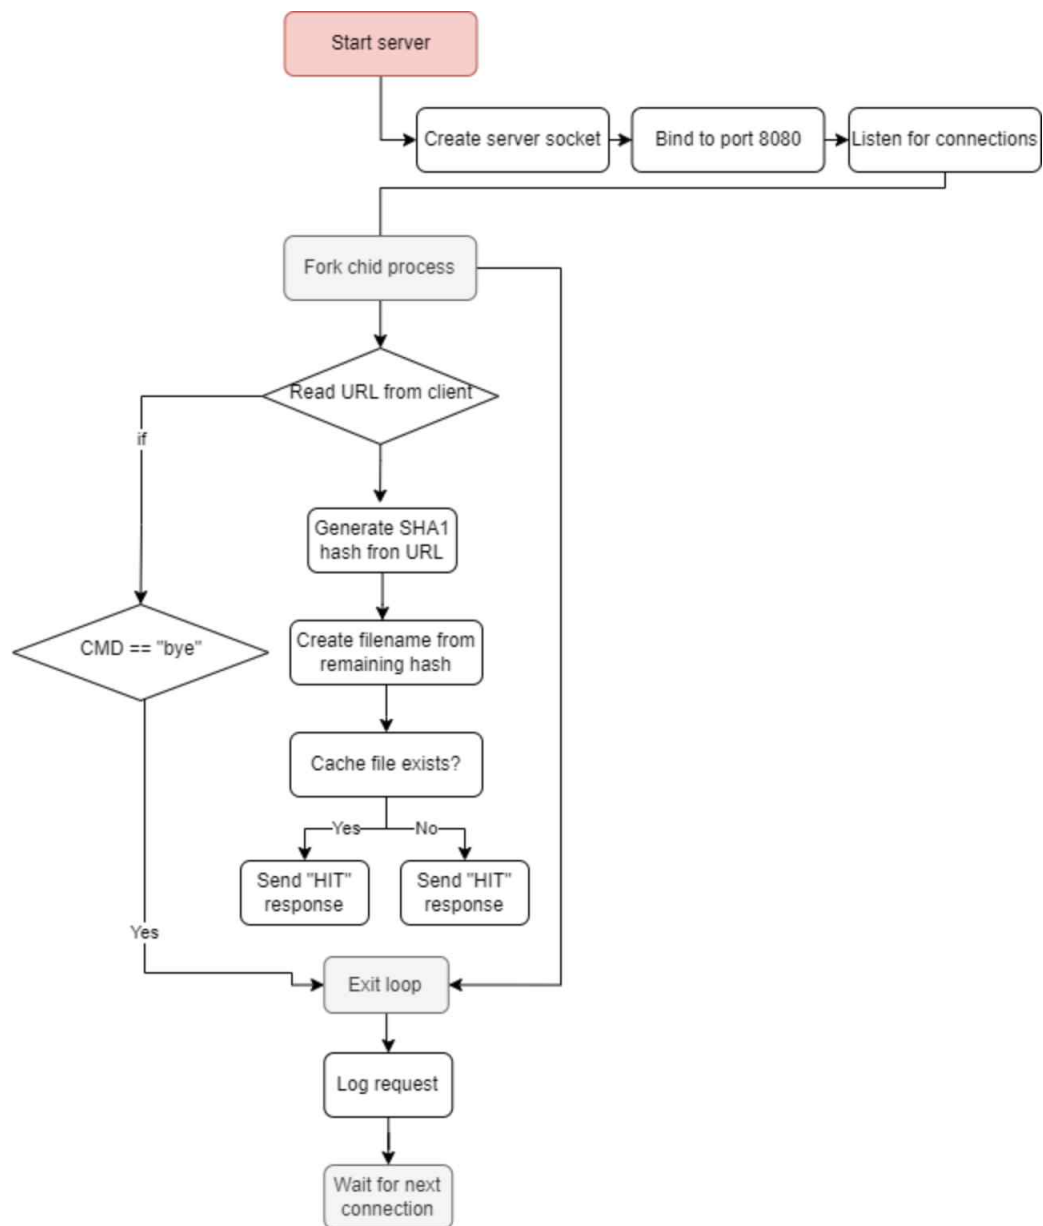 Start server
Create server socket
Bind to port 8080
Listen for connections
Fork chid process
Read URL from client
if
Generate SHA1
hash fron URL
CMD == "bye"
Create filename from
remaining hash
Cache file exists?
Yes
No
Send "HIT"
response
Send "HIT"
response
Yes
Exit loop
Log request
Wait for next
connection